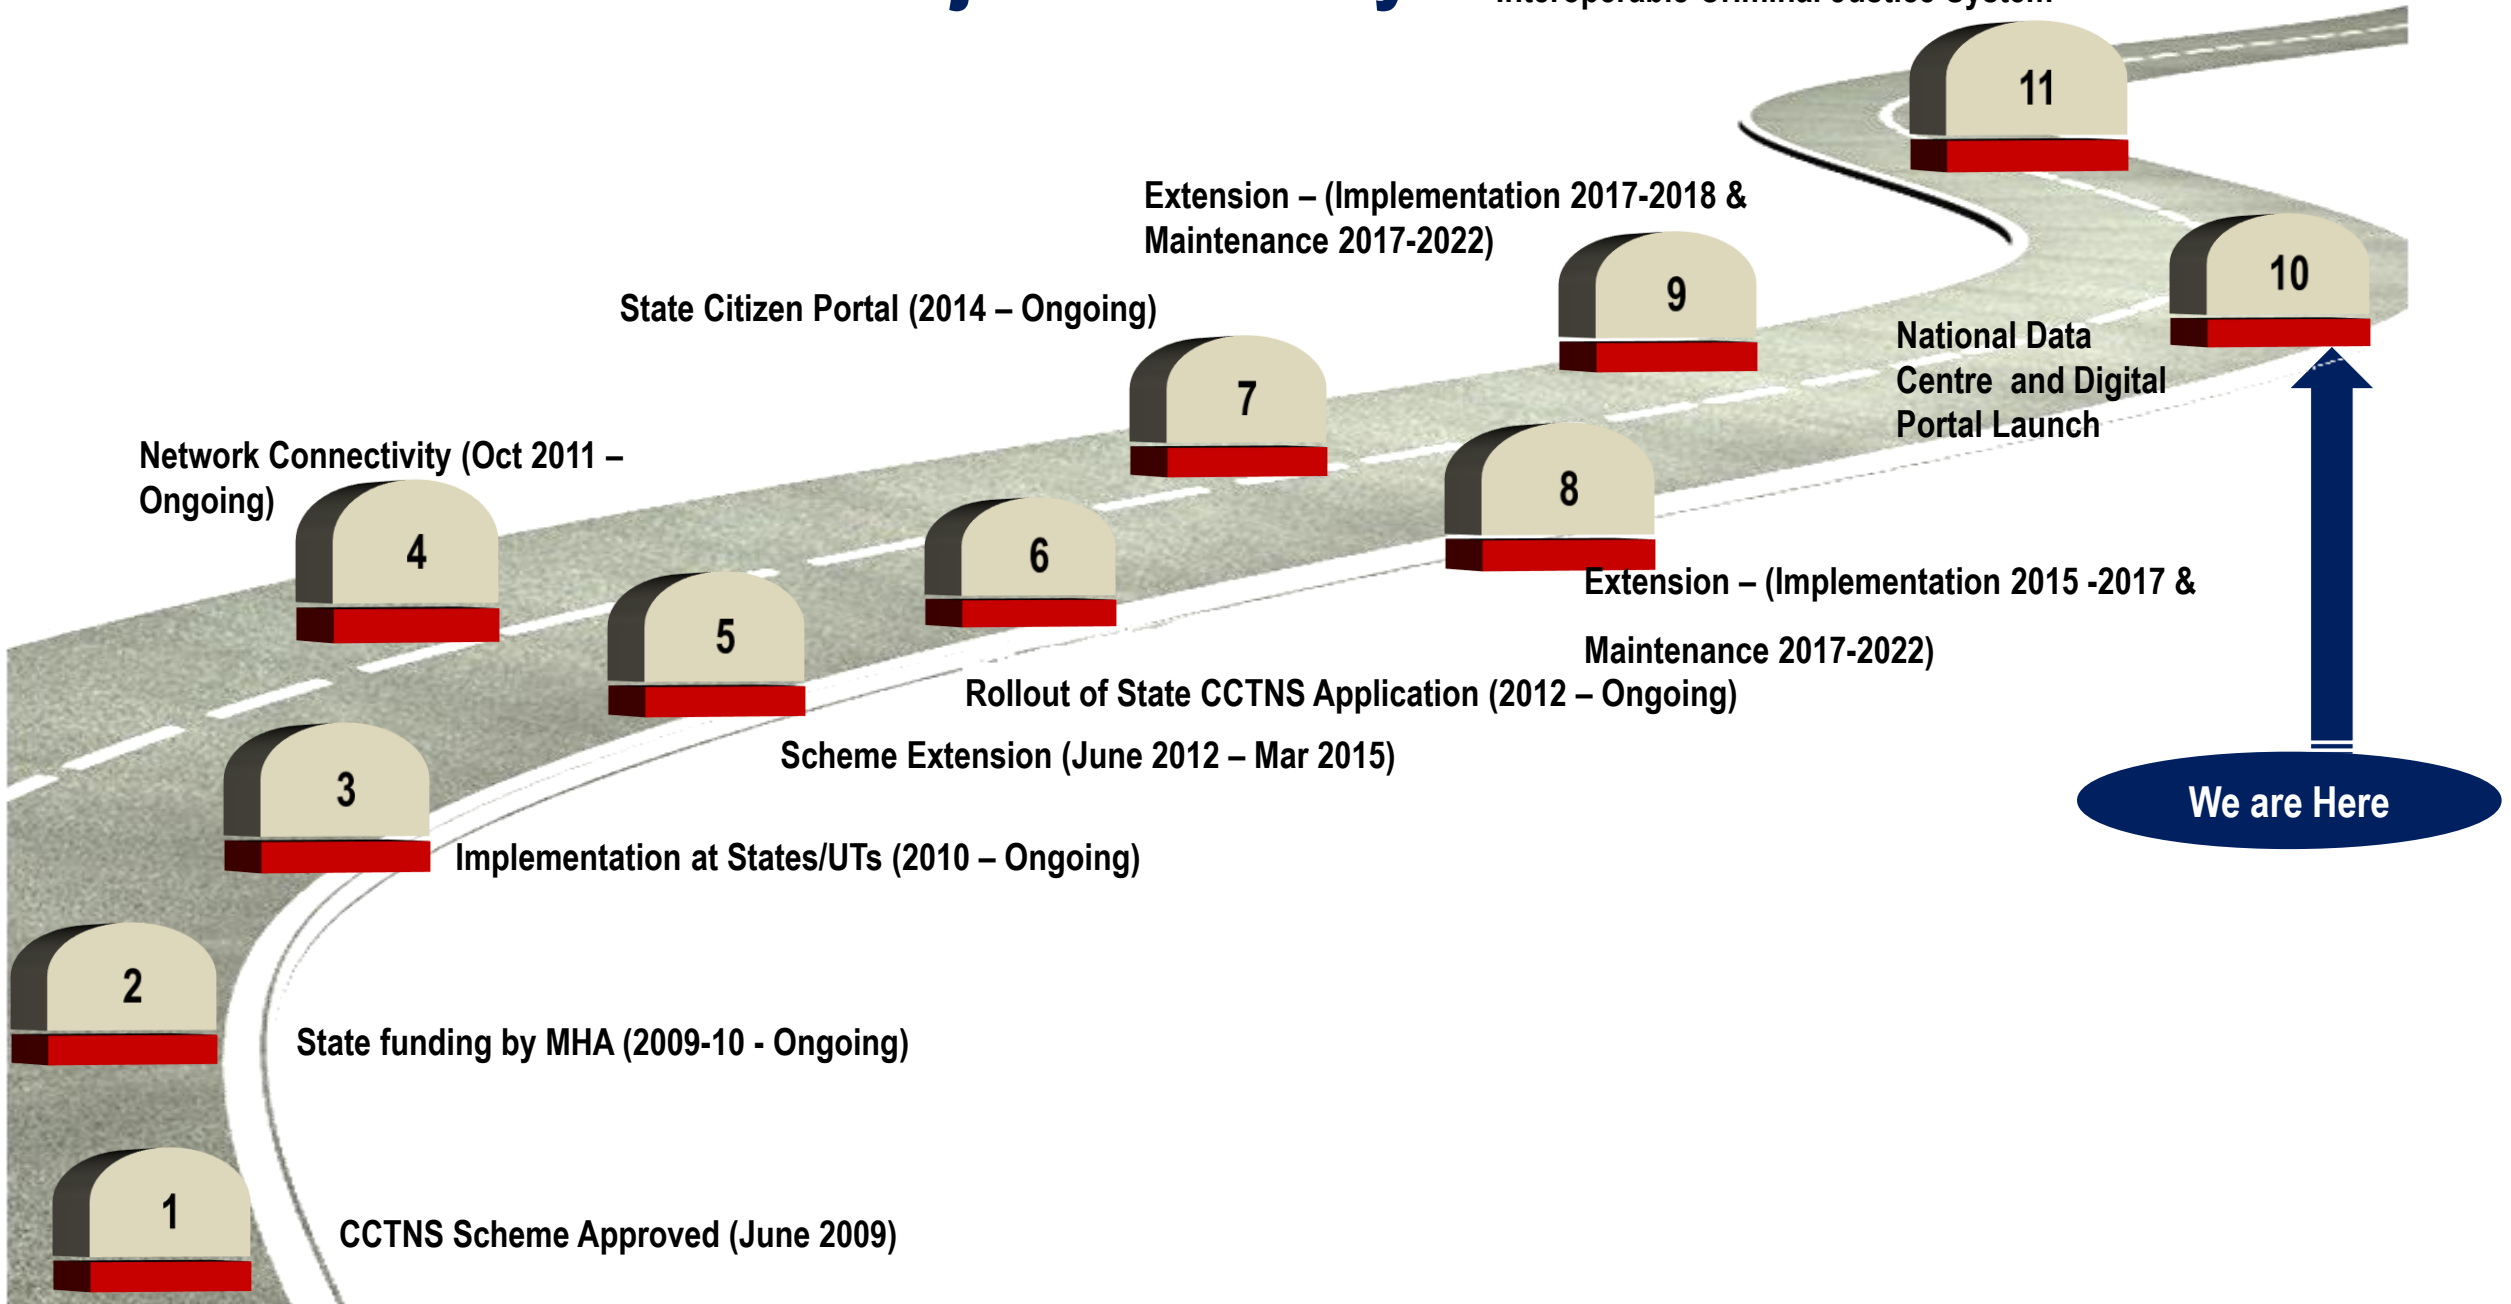 Interoperable Criminal Justice System
11
Extension – (Implementation 2017-2018 &
Maintenance 2017-2022)
10
9
State Citizen Portal (2014 – Ongoing)
National Data
Centre and Digital
Portal Launch
7
Network Connectivity (Oct 2011 –
Ongoing)
8
4
6
Extension – (Implementation 2015 -2017 &
Maintenance 2017-2022)
5
Rollout of State CCTNS Application (2012 – Ongoing)
Scheme Extension (June 2012 – Mar 2015)
3
We are Here
Implementation at States/UTs (2010 – Ongoing)
2
State funding by MHA (2009-10 - Ongoing)
1
CCTNS Scheme Approved (June 2009)